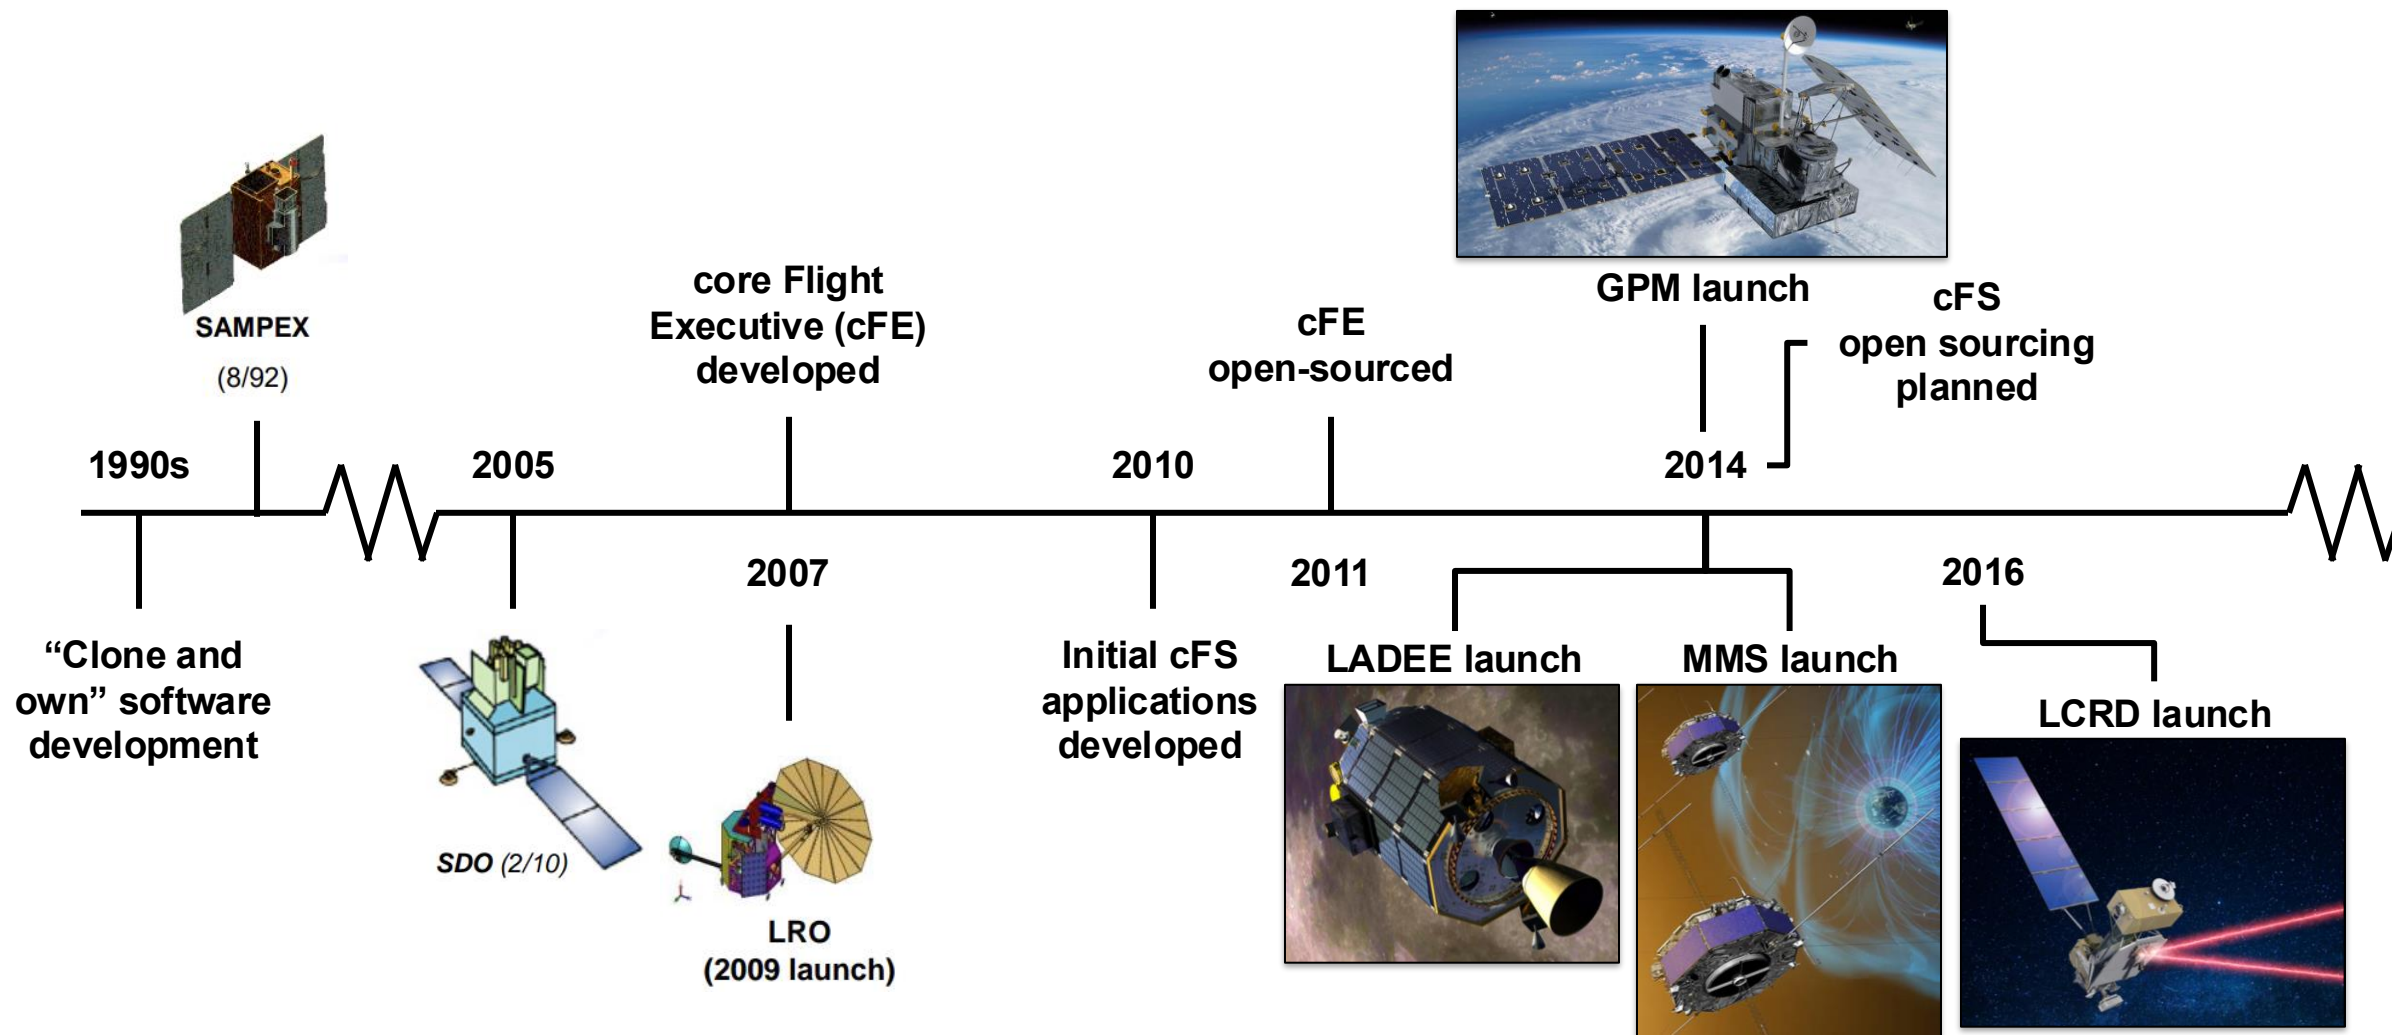 SAMPEX
(8/92)
core Flight
Executive (cFE)
developed
cFE
open-sourced
GPM launch
cFS
open sourcing
planned
1990s
2005
2010
2014
2007
2011
2016
“Clone and
own” software
development
SDO (2/10)
LRO
(2009 launch)
Initial cFS
applications
developed
LADEE launch
MMS launch
LCRD launch